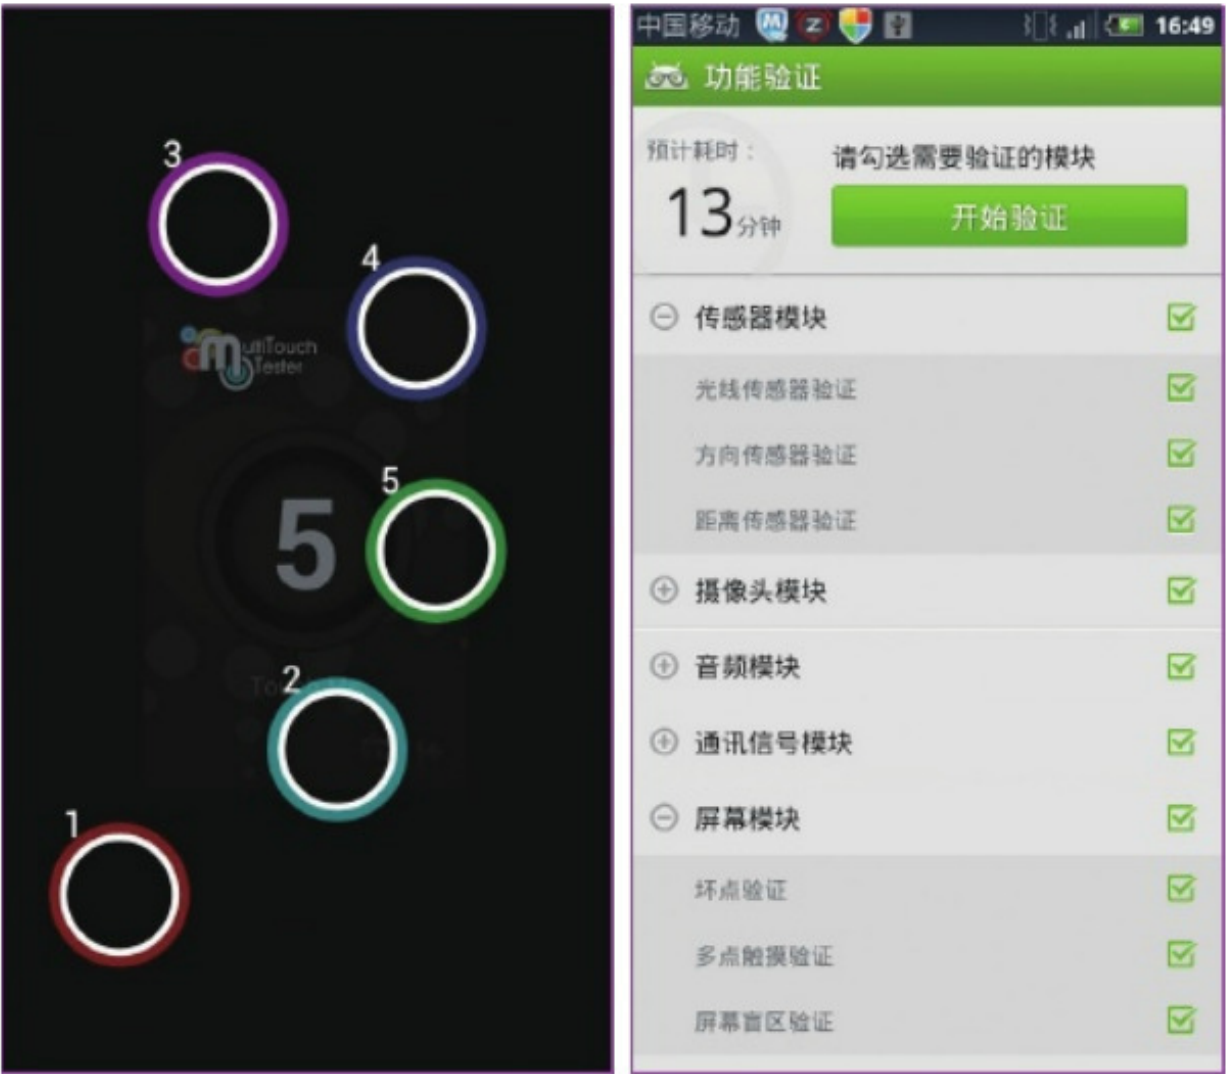 3
4
MultiTouch
Tester
5
5
2
1
中国移动 16:49
功能验证
预计耗时：
13分钟
请勾选需要验证的模块
开始验证
传感器模块
光线传感器验证
方向传感器验证
距离传感器验证
摄像头模块
音频模块
通讯信号模块
屏幕模块
坏点验证
多点触摸验证
屏幕盲区验证